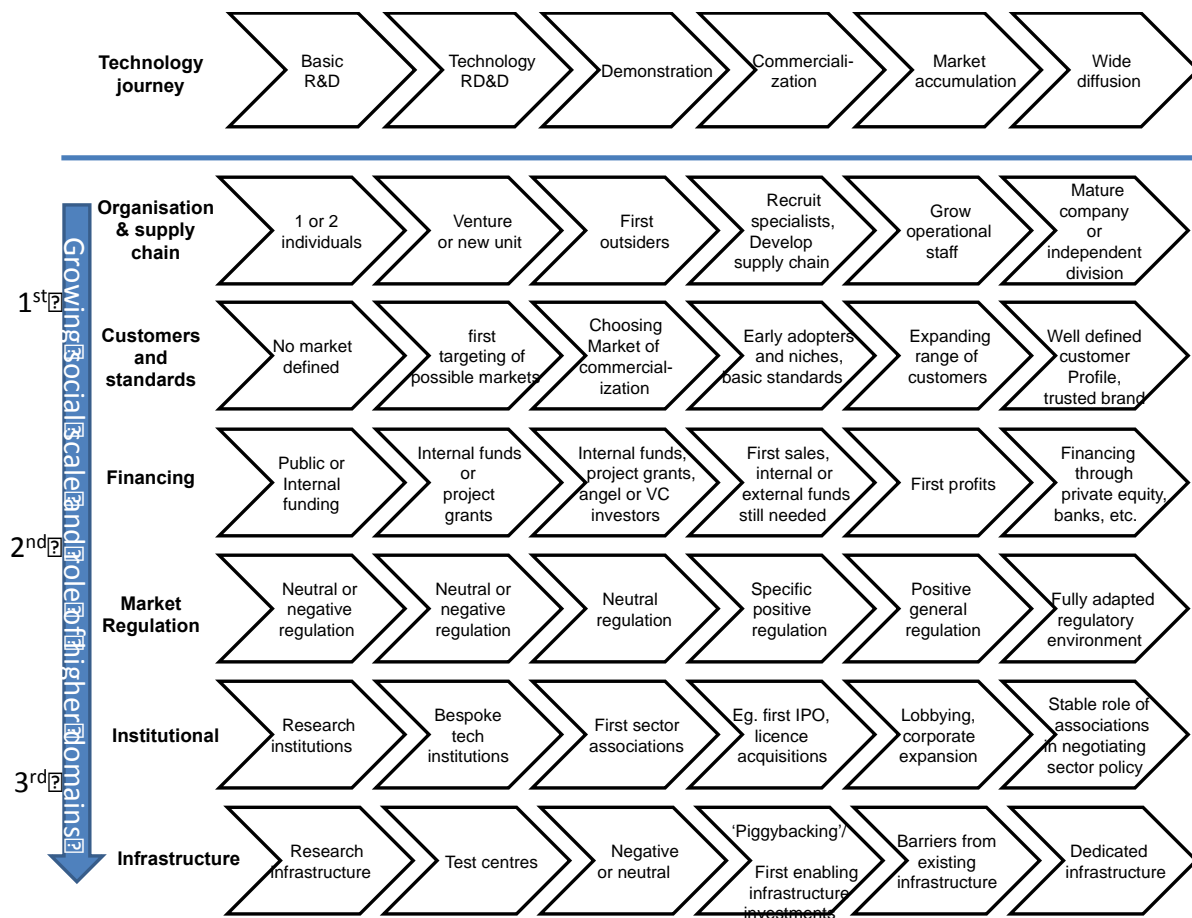 Technology
journey
Basic
R&D
Technology
RD&D
Demonstration
Commerciali-
zation
Market
accumulation
Wide
diffusion
Growing social scale and role of higher domains
1st
2nd
3rd
Organisation
& supply
chain
1 or 2
individuals
Venture
or new unit
First
outsiders
Recruit
specialists,
Develop
supply chain
Grow
operational
staff
Mature
company
or
independent
division
Customers
and
standards
No market
defined
first
targeting of
possible markets
Choosing
Market of
commercial-
ization
Early adopters
and niches,
basic standards
Expanding
range of
customers
Well defined
customer
Profile,
trusted brand
Financing
Public or
Internal
funding
Internal funds
or
project
grants
Internal funds,
project grants,
angel or VC
investors
First sales,
internal or
external funds
still needed
First profits
Financing
through
private equity,
banks, etc.
Market
Regulation
Neutral or
negative
regulation
Neutral or
negative
regulation
Neutral
regulation
Specific
positive
regulation
Positive
general
regulation
Fully adapted
regulatory
environment
Institutional
Research
institutions
Bespoke
tech
institutions
First sector
associations
Eg. first IPO,
licence
acquisitions
Lobbying,
corporate
expansion
Stable role of
associations
in negotiating
sector policy
Infrastructure
Research
infrastructure
Test centres
Negative
or neutral
‘Piggybacking’/
First enabling
infrastructure
investments
Barriers from
existing
infrastructure
Dedicated
infrastructure